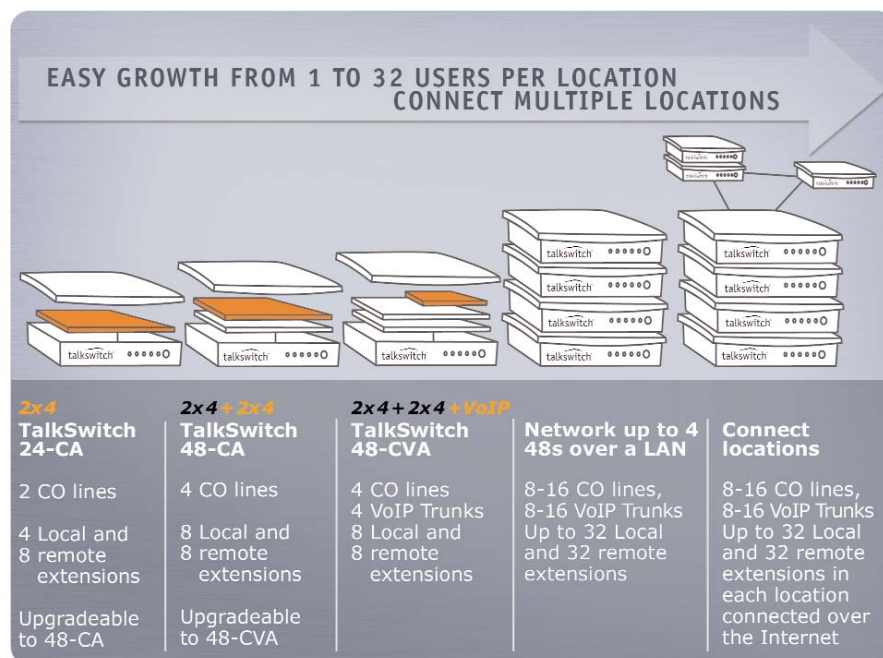 EASY GROWTH FROM 1 TO 32 USERS PER LOCATION
CONNECT MULTIPLE LOCATIONS
talkswitch
talkswitch
talkswitch
talkswitch
talkswitch
talkswitch
talkswitch
talkswitch
talkswitch
talkswitch
talkswitch
talkswitch
talkswitch
talkswitch
2x4
TalkSwitch
24-CA
2 CO lines
4 Local and
8 remote
extensions
Upgradeable
to 48-CA
2x4+2x4
TalkSwitch
48-CA
4 CO lines
8 Local and
8 remote
extensions
Upgradeable
to 48-CVA
2x4+2x4+VoIP
TalkSwitch
48-CVA
4 CO lines
4 VoIP Trunks
8 Local and
8 remote
extensions
Network up to 4
48s over a LAN
8-16 CO lines,
8-16 VoIP Trunks
Up to 32 Local
and 32 remote
extensions
Connect
locations
8-16 CO lines,
8-16 VoIP Trunks
Up to 32 Local
and 32 remote
extensions in
each location
connected over
the Internet